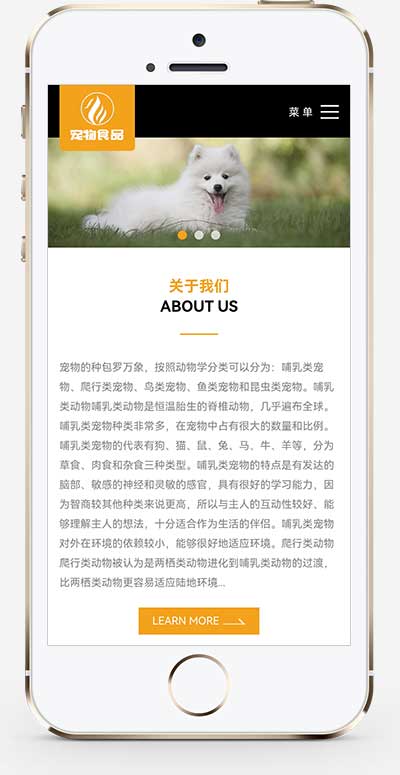 宠物食品
菜单
关于我们
ABOUT US
宠物的种包罗万象，按照动物学分类可以分为：哺乳类宠
物、爬行类宠物、鸟类宠物、鱼类宠物和昆虫类宠物。哺乳
类动物哺乳类动物是恒温胎生的脊椎动物，几乎遍布全球。
哺乳类宠物种类非常多，在宠物中占有很大的数量和比例。
哺乳类宠物的代表有狗、猫、鼠、兔、马、牛、羊等，分为
草食、肉食和杂食三种类型。哺乳类宠物的特点是有发达的
脑部、敏感的神经和灵敏的感官，具有很好的学习能力，因
为智商较其他种类来说更高，所以与主人的互动性较好、能
够理解主人的想法，十分适合作为生活的伴侣。哺乳类宠物
对外在环境的依赖较小，能够很好地适应环境。爬行类动物
爬行类动物被认为是两栖类动物进化到哺乳类动物的过渡，
比两栖类动物更容易适应陆地环境...
LEARN MORE